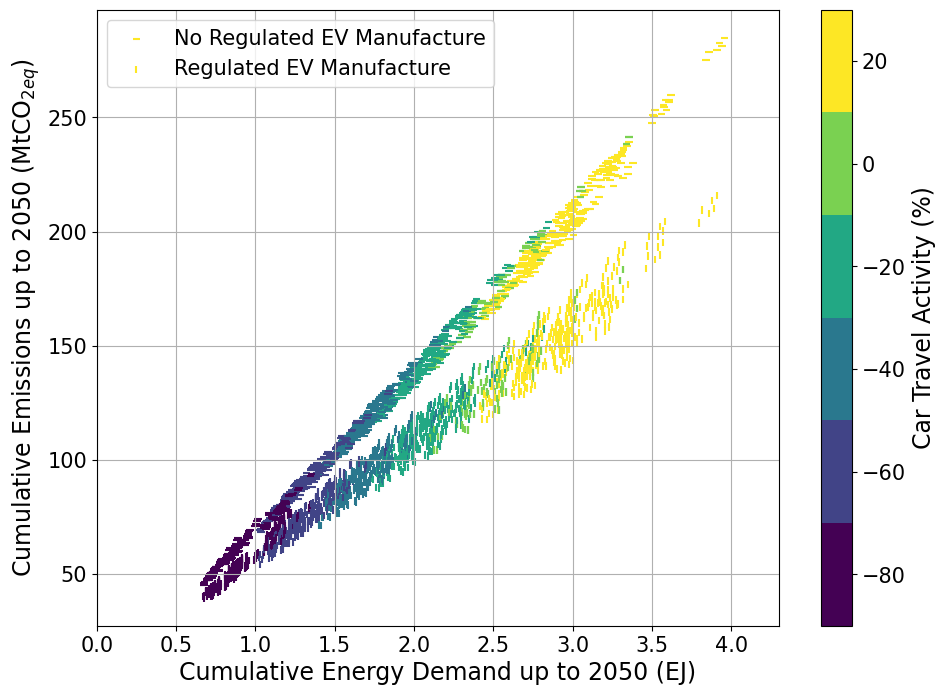 No Regulated EV Manufacture
Regulated EV Manufacture
Cumulative Emissions up to 2050 (MtCO2eq)
250
200
150
100
50
0.0 0.5 1.0 1.5 2.0 2.5 3.0 3.5 4.0
Cumulative Energy Demand up to 2050 (EJ)
20
0
−20
−40
−60
−80
Car Travel Activity (%)